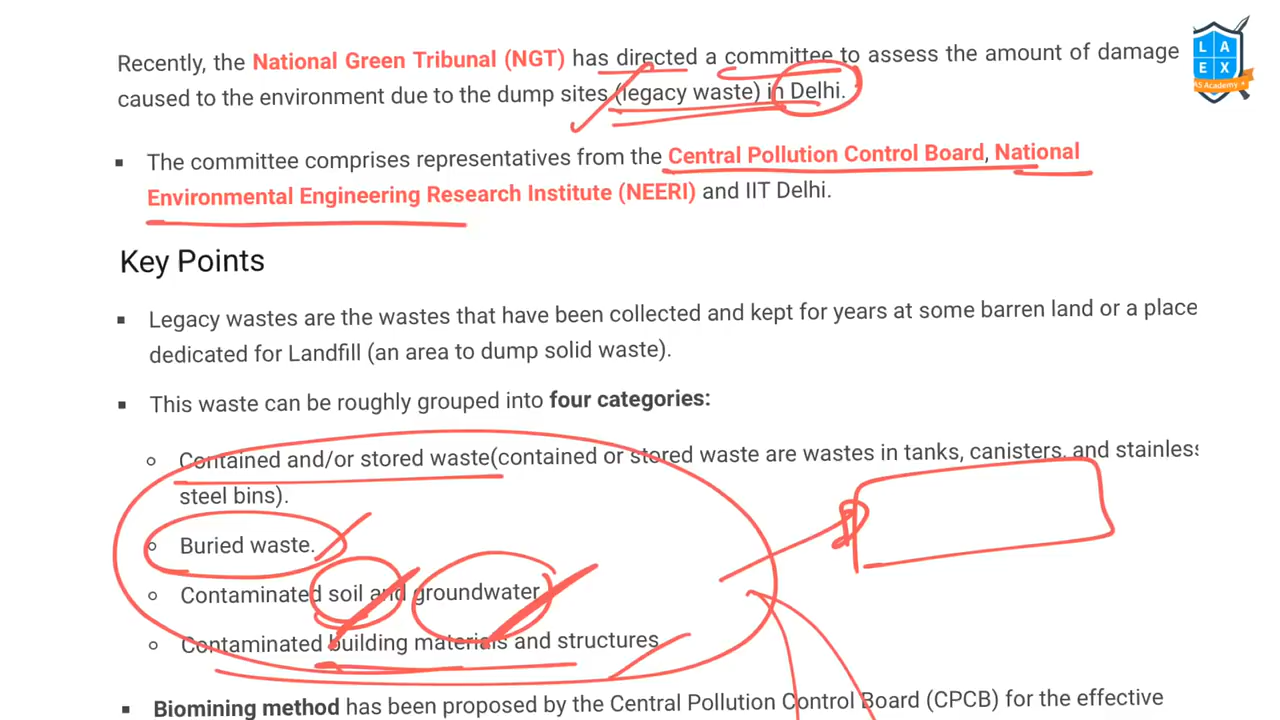 Recently, the National Green Tribunal (NGT) has directed a committee to assess the amount of damage
caused to the environment due to the dump sites (legacy waste) in Delhi.
The committee comprises representatives from the Central Pollution Control Board, National
Environmental Engineering Research Institute (NEERI) and IIT Delhi.
Key Points
Legacy wastes are the wastes that have been collected and kept for years at some barren land or a place
dedicated for Landfill (an area to dump solid waste).
This waste can be roughly grouped into four categories:
Contained and/or stored waste(contained or stored waste are wastes in tanks, canisters, and stainless
steel bins).
Buried waste.
Contaminated soil and groundwater
Contaminated building materials and structures
Biomining method has been proposed by the Central Pollution Control Board (CPCB) for the effective
L A
E X
AS Academy